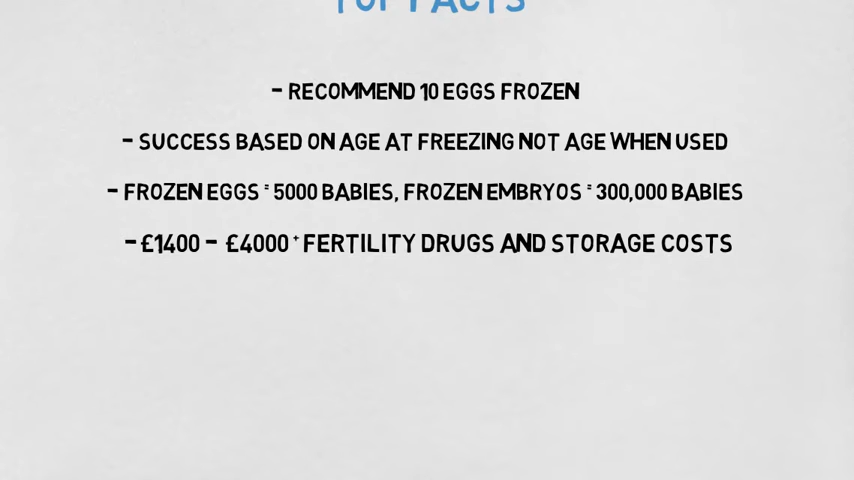 TOP FACTS
- RECOMMEND 10 EGGS FROZEN
- SUCCESS BASED ON AGE AT FREEZING NOT AGE WHEN USED
- FROZEN EGGS = 5000 BABIES, FROZEN EMBRYOS = 300,000 BABIES
- £1400 - £4000 + FERTILITY DRUGS AND STORAGE COSTS